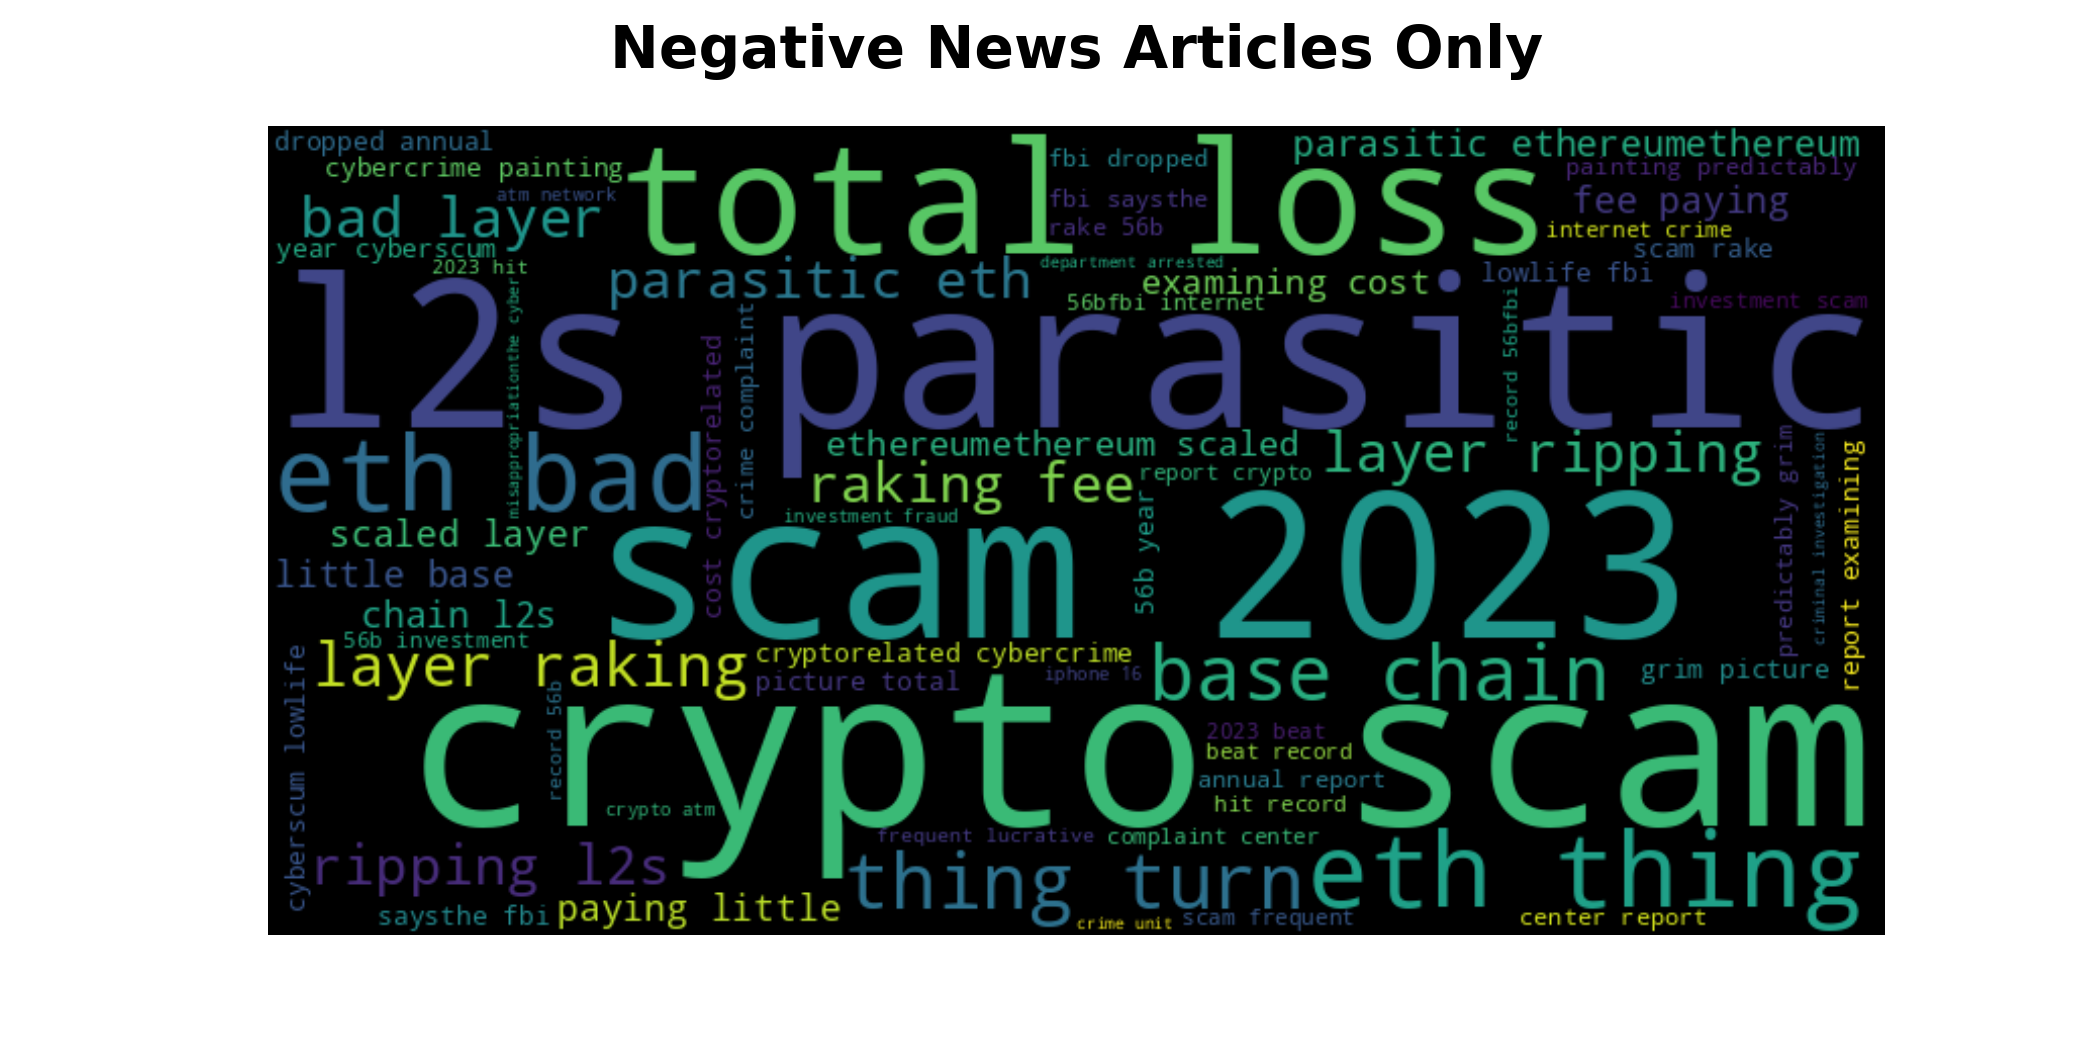 Negative News Articles Only
dropped annual
cybercrime painting
atm network
bad layer
year cyberscum
2023 hit
total loss
fbi dropped
fbi saysthe
rake 56b
parasitic ethereumethereum
painting predictably
fee paying
internet crime
scam rake
department arrested
parasitic eth
examining cost
lowlife fbi
56bfbi internet
investment scam
l2s parasitic
misappropriationthe cyber
cost cryptorelated
crime complaint
record 56bfbi
eth bad
ethereumethereum scaled
layer ripping
raking fee
report crypto
predictably grim
criminal investigation
report examining
scaled layer
investment fraud
56b year
scam 2023
little base
chain l2s
56b investment
layer raking
cryptorelated cybercrime
picture total
iphone 16
base chain
grim picture
cyberscum lowlife
record 56b
crypto scam
2023 beat
beat record
annual report
hit record
crypto atm
frequent lucrative
complaint center
ripping l2s
thing turn
eth thing
saysthe fbi
paying little
crime unit
scam frequent
center report